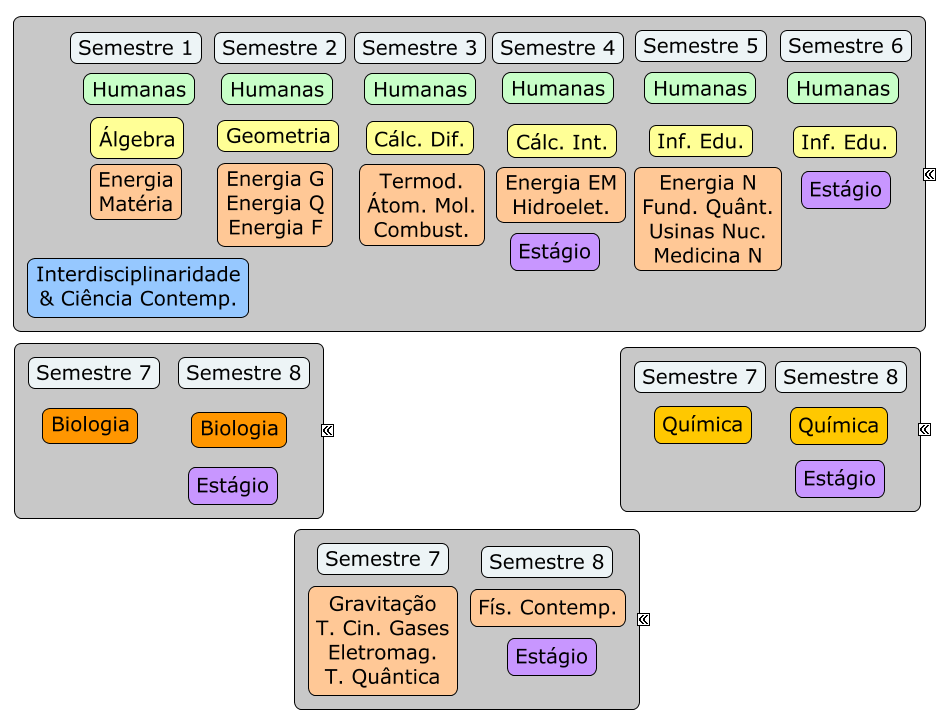 Semestre 1
Semestre 2
Semestre 3
Semestre 4
Semestre 5
Semestre 6
Humanas
Humanas
Humanas
Humanas
Humanas
Humanas
Álgebra
Geometria
Cálc. Dif.
Cálc. Int.
Inf. Edu.
Inf. Edu.
Energia
Matéria
Energia G
Energia Q
Energia F
Termod.
Átom. Mol.
Combust.
Energia EM
Hidroelet.
Energia N
Fund. Quânt.
Usinas Nuc.
Medicina N
Estágio
Estágio
Interdisciplinaridade
& Ciência Contemp.
Semestre 7
Semestre 8
Biologia
Biologia
Estágio
Semestre 7
Semestre 8
Química
Química
Estágio
Semestre 7
Semestre 8
Gravitação
T. Cin. Gases
Eletromag.
T. Quântica
Fís. Contemp.
Estágio